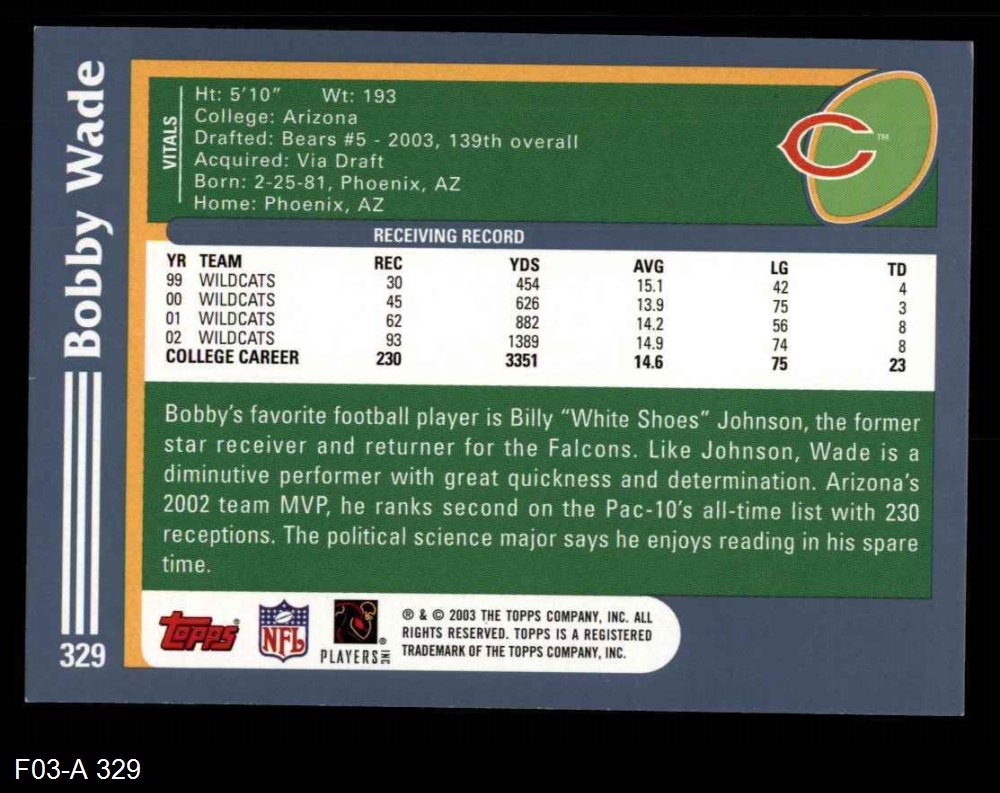 Bobby Wade
329
VITALS
Ht: 5'10" Wt: 193
College: Arizona
Drafted: Bears #5 - 2003, 139th overall
Acquired: Via Draft
Born: 2-25-81, Phoenix, AZ
Home: Phoenix, AZ
C TM
RECEIVING RECORD
YR TEAM REC YDS AVG LG TD
99 WILDCATS 30 454 15.1 42 4
00 WILDCATS 45 626 13.9 75 3
01 WILDCATS 62 882 14.2 56 8
02 WILDCATS 93 1389 14.9 74 8
COLLEGE CAREER 230 3351 14.6 75 23
Bobby's favorite football player is Billy "White Shoes" Johnson, the former
star receiver and returner for the Falcons. Like Johnson, Wade is a
diminutive performer with great quickness and determination. Arizona's
2002 team MVP, he ranks second on the Pac-10's all-time list with 230
receptions. The political science major says he enjoys reading in his spare
time.
Topps®
NFL
PLAYERS INC ®
® & © 2003 THE TOPPS COMPANY, INC. ALL
RIGHTS RESERVED. TOPPS IS A REGISTERED
TRADEMARK OF THE TOPPS COMPANY, INC.
F03-A 329